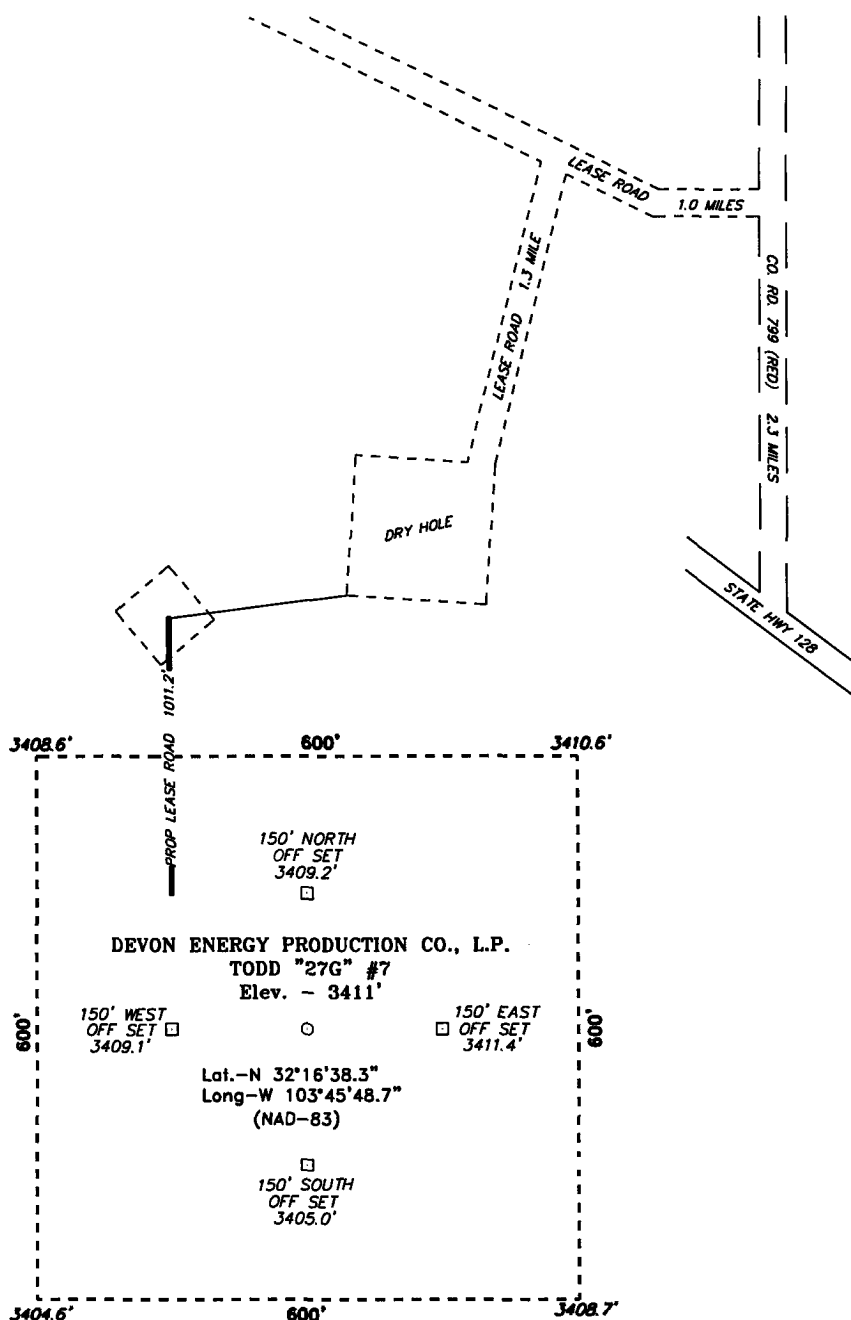 LEASE ROAD
1.0 MILES
LEASE ROAD 1.3 MILE
CO. RD. 799 (RED) 2.3 MILES
DRY HOLE
STATE HWY 128
PROP LEASE ROAD 1011.2'
3408.6'
600'
3410.6'
150' NORTH
OFF SET
3409.2'
DEVON ENERGY PRODUCTION CO., L.P.
TODD "27G" #7
Elev. - 3411'
600'
150' WEST
OFF SET
3409.1'
150' EAST
OFF SET
3411.4'
600'
Lat.-N 32°16'38.3"
Long-W 103°45'48.7"
(NAD-83)
150' SOUTH
OFF SET
3405.0'
3404.6'
600'
3408.7'